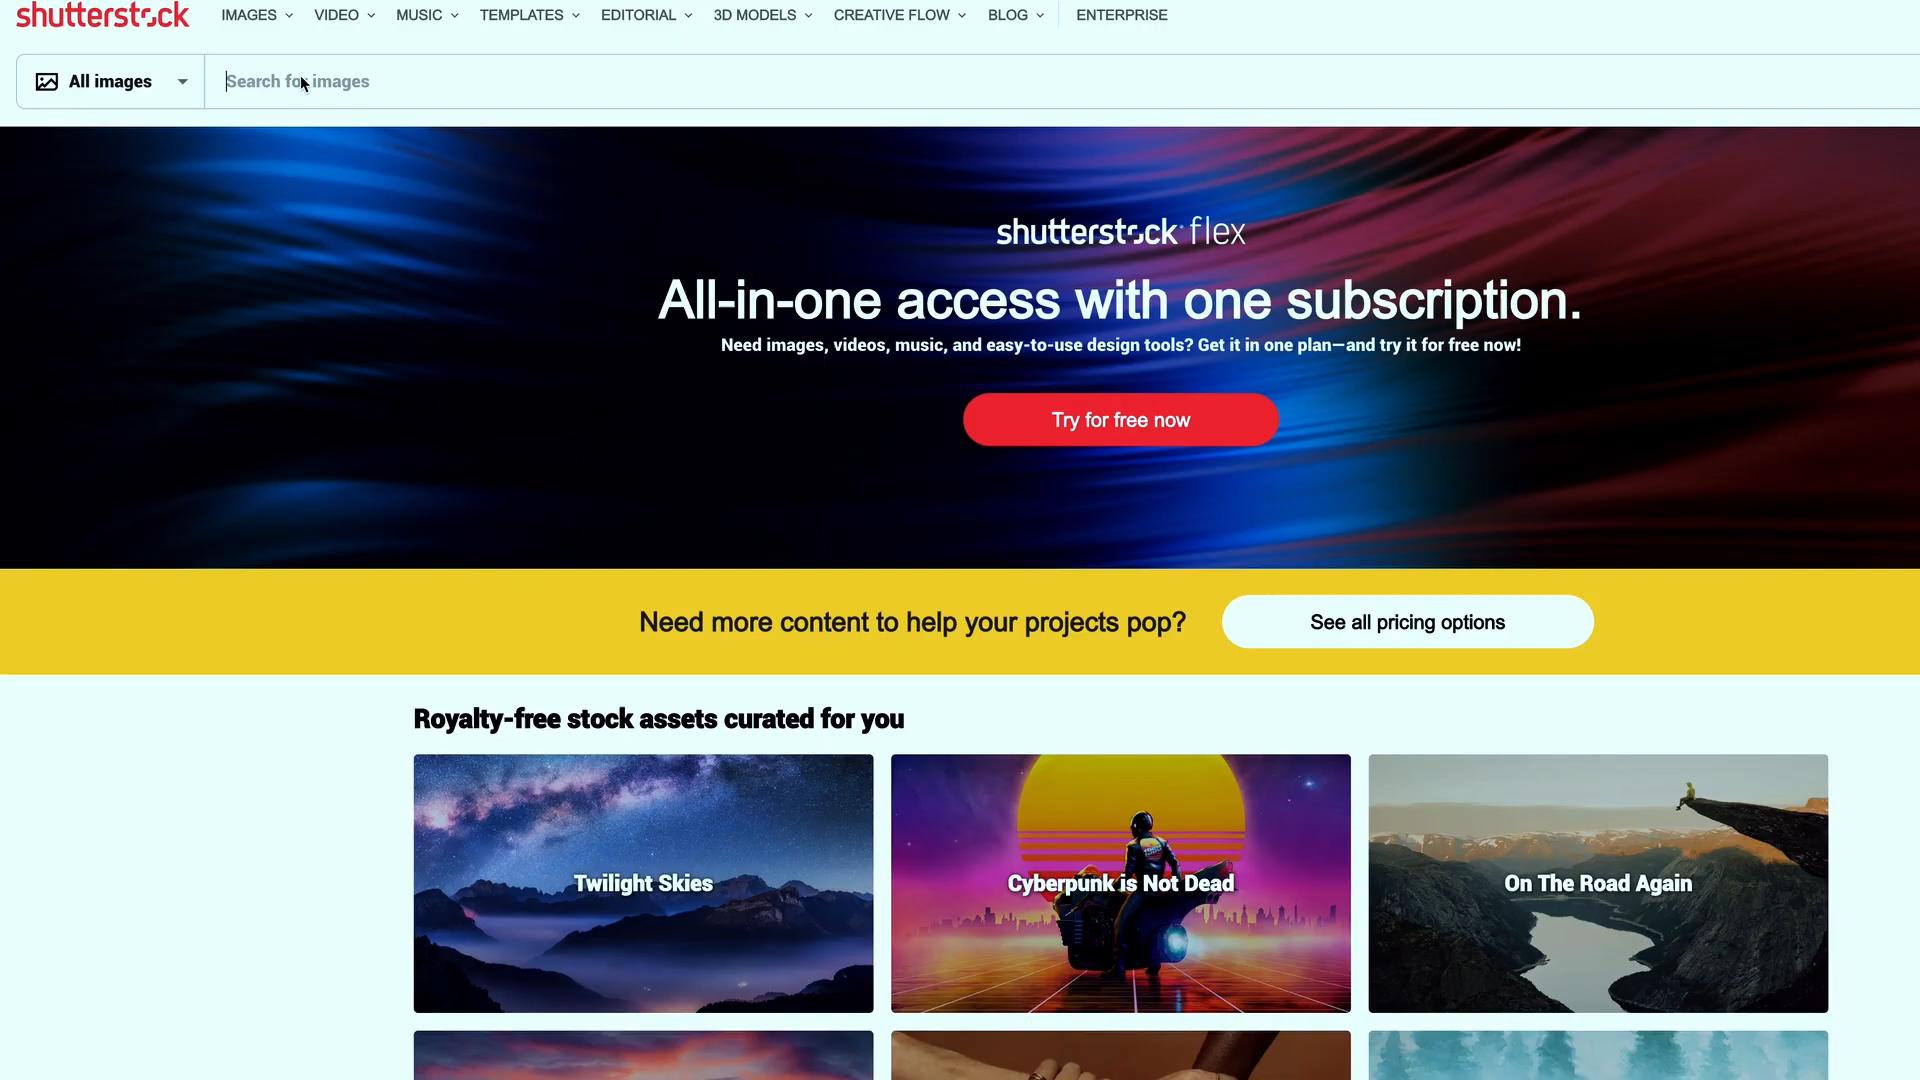 shutterstock
IMAGES VIDEO MUSIC TEMPLATES EDITORIAL 3D MODELS CREATIVE FLOW BLOG ENTERPRISE
All images Search for images
shutterstock flex
All-in-one access with one subscription.
Need images, videos, music, and easy-to-use design tools? Get it in one plan—and try it for free now!
Try for free now
Need more content to help your projects pop? See all pricing options
Royalty-free stock assets curated for you
Twilight Skies Cyberpunk is Not Dead On The Road Again